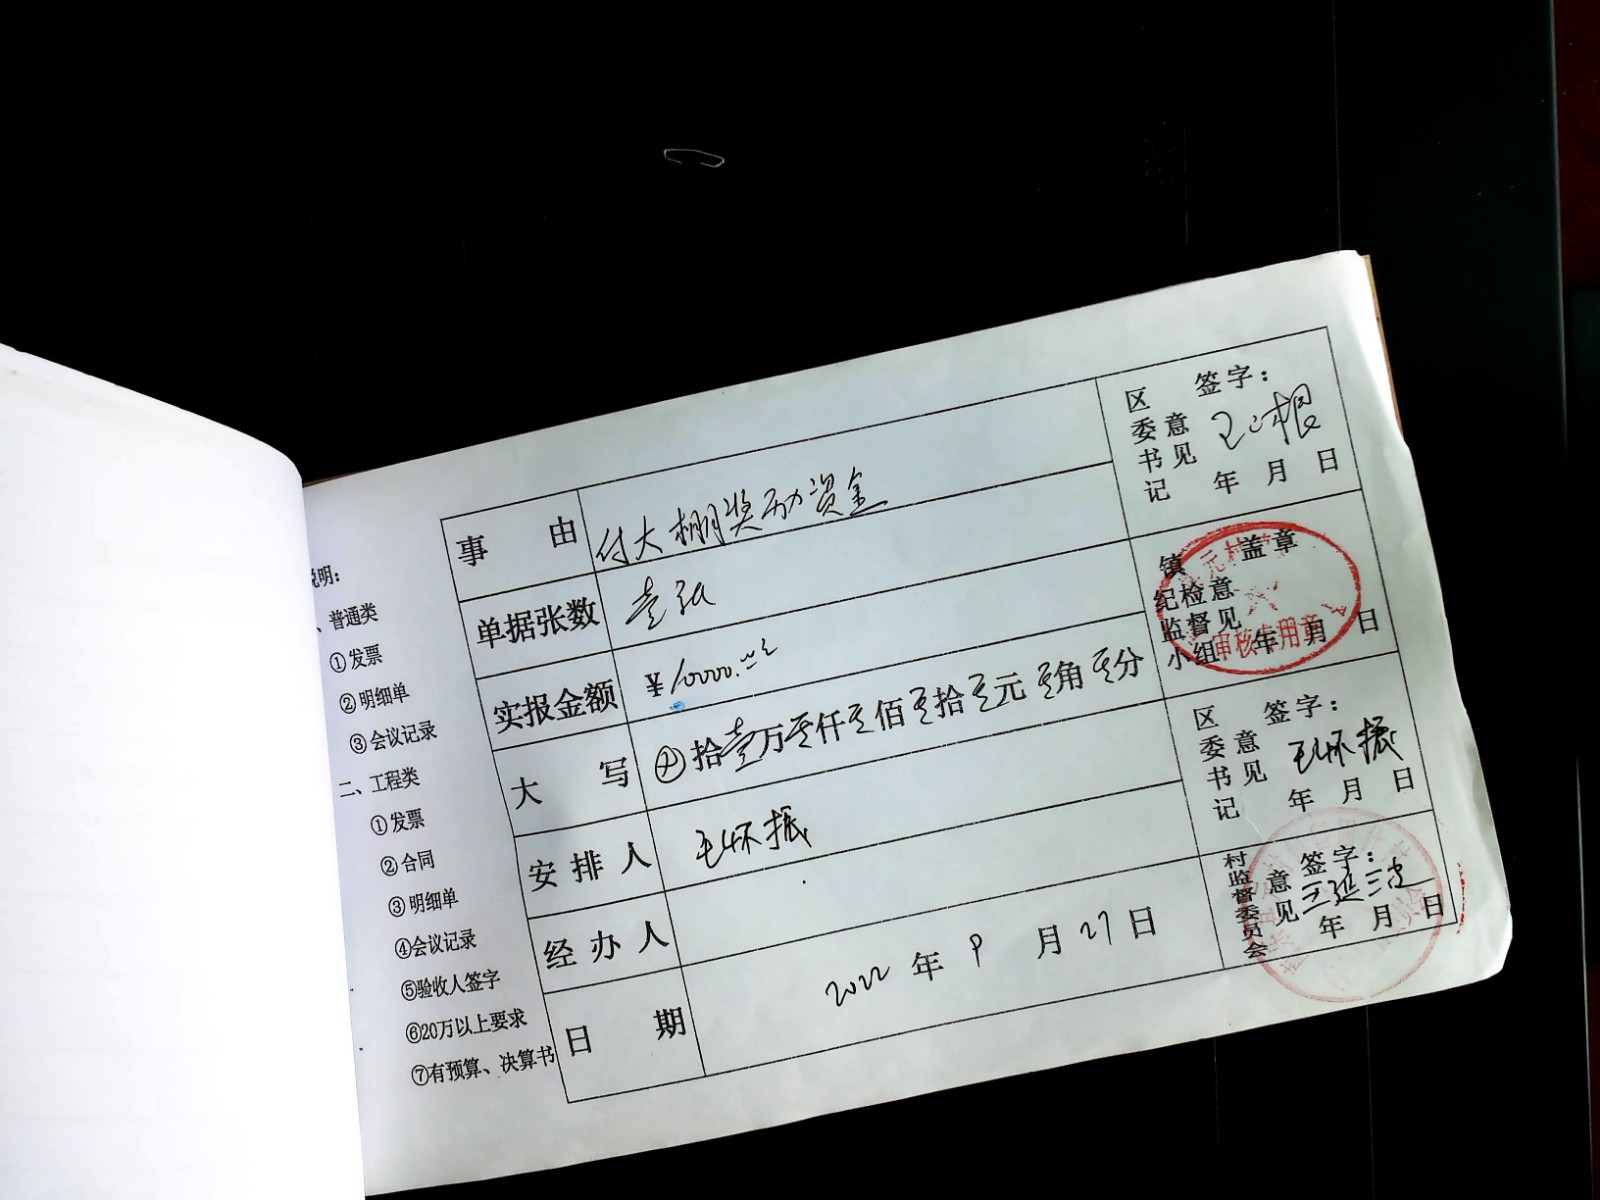 说明:
、普通类
①发票
②明细单
③会议记录
二、工程类
①发票
②合同
③明细单
④会议记录
⑤验收人签字
⑥20万以上要求
⑦有预算、决算书
事由 付大棚奖励资金
单据张数 壹张
实报金额 ¥10000.
大写 拾壹万零仟零佰零拾零元零角零分
安排人 王怀振
经办人
日期 2022年9月27日
区委书记意见 签字:
年 月 日
镇纪检监督小组意见 盖章
年 月 日
审核专用章
区委书记意见 签字:
王怀振
年 月 日
村监督委员会意见 签字:
年 月 日